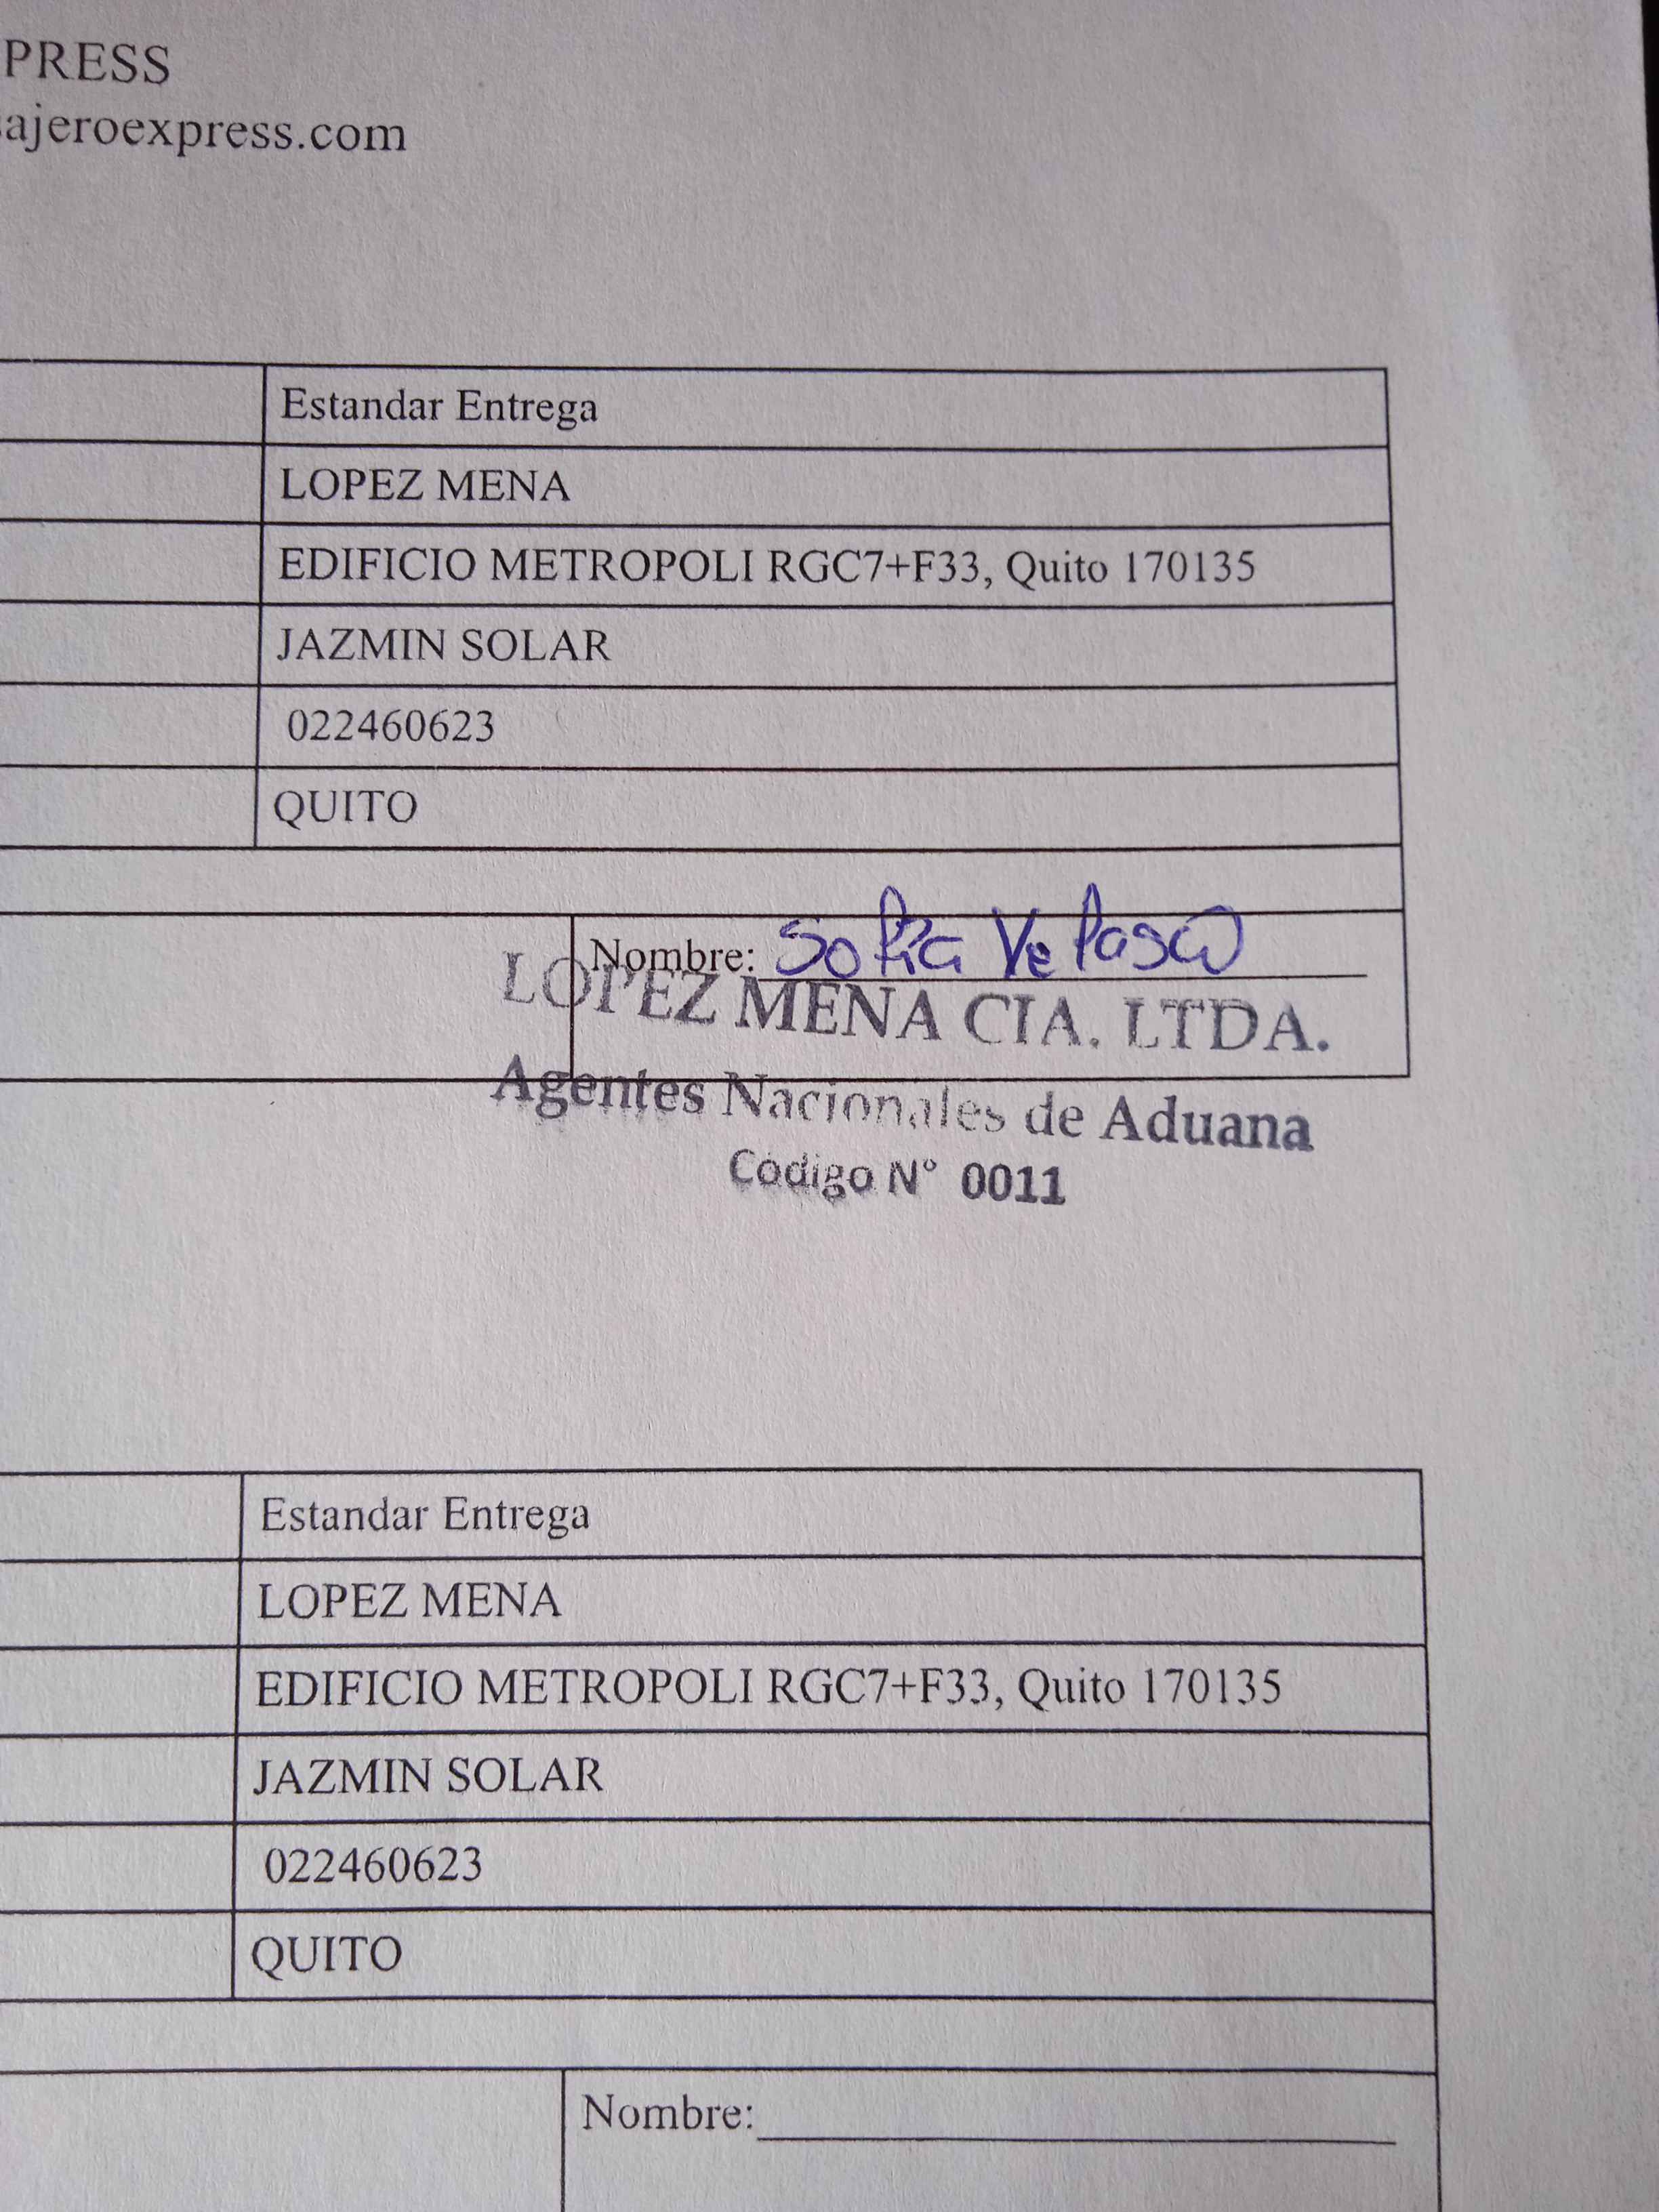 PRESS
ajeroexpress.com
Estandar Entrega
LOPEZ MENA
EDIFICIO METROPOLI RGC7+F33, Quito 170135
JAZMIN SOLAR
022460623
QUITO
Nombre: Sofia Velasco
LOPEZ MENA CIA. LTDA.
Agentes Nacionales de Aduana
Código N° 0011
Estandar Entrega
LOPEZ MENA
EDIFICIO METROPOLI RGC7+F33, Quito 170135
JAZMIN SOLAR
022460623
QUITO
Nombre: